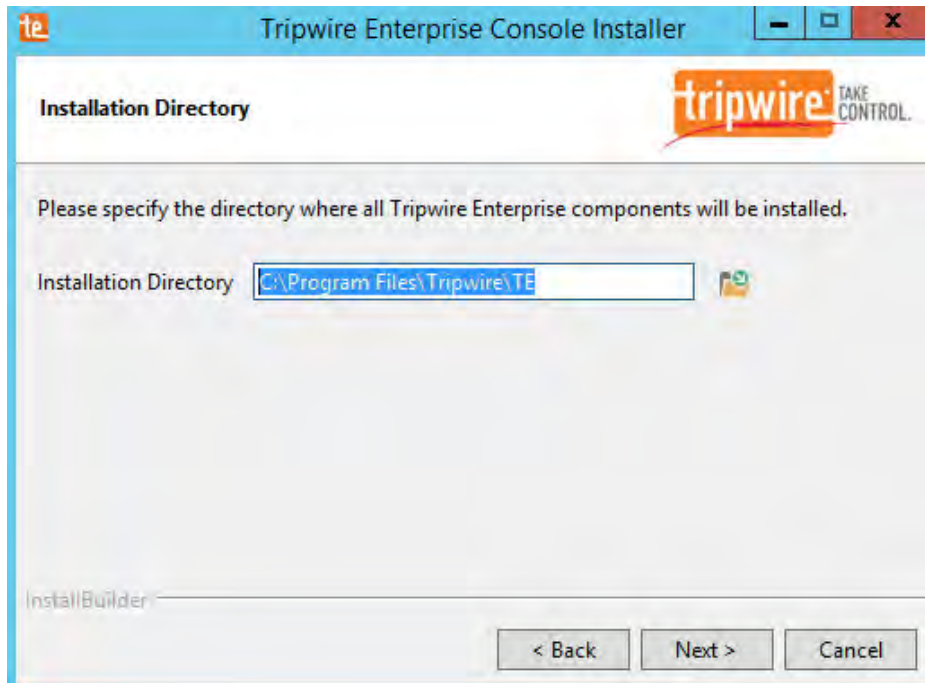 te
Tripwire Enterprise Console Installer
Installation Directory
tripwire TAKE CONTROL.
Please specify the directory where all Tripwire Enterprise components will be installed.
Installation Directory C:\Program Files\Tripwire\TE
InstallBuilder
< Back Next > Cancel